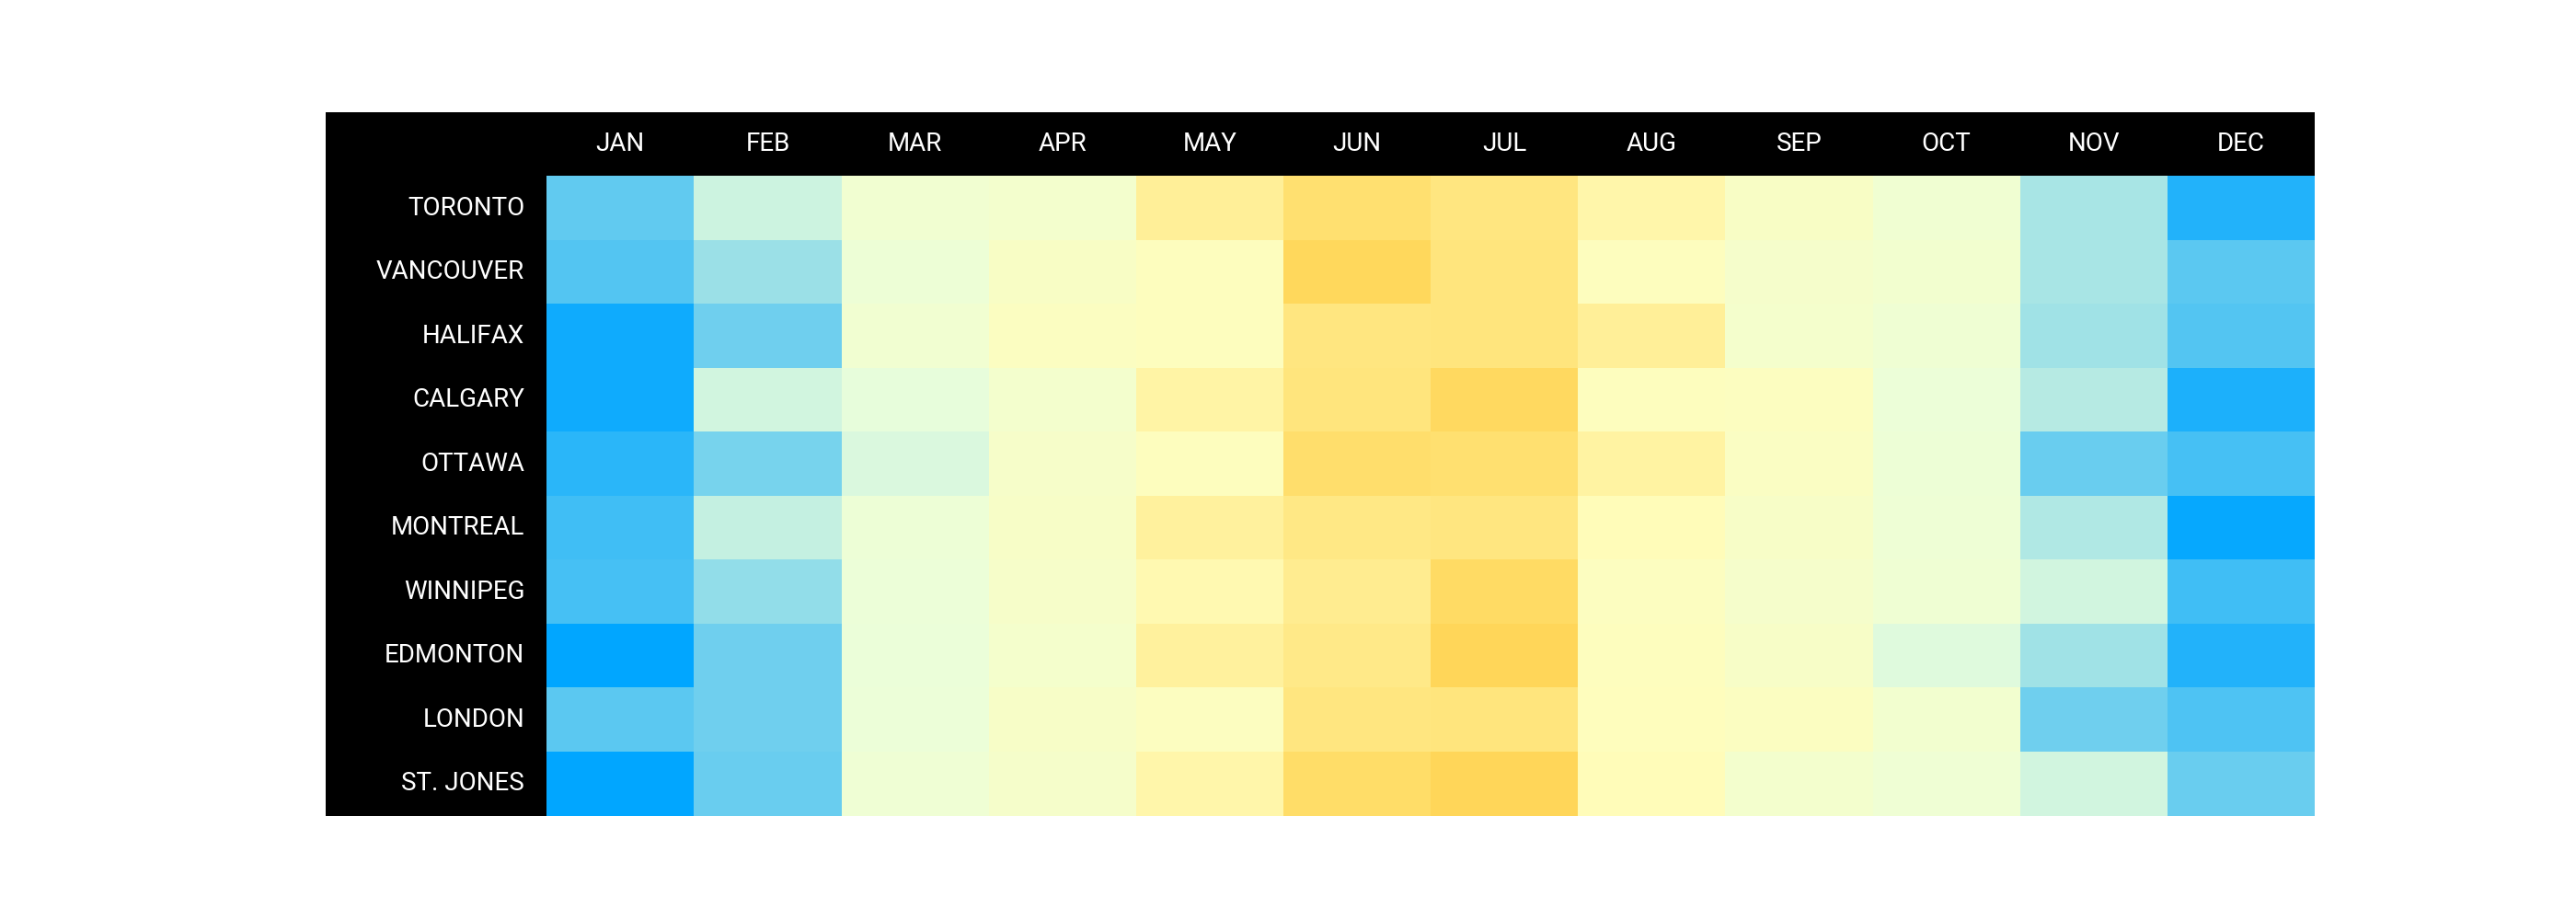 JAN FEB MAR APR MAY JUN JUL AUG SEP OCT NOV DEC
TORONTO
VANCOUVER
HALIFAX
CALGARY
OTTAWA
MONTREAL
WINNIPEG
EDMONTON
LONDON
ST. JONES